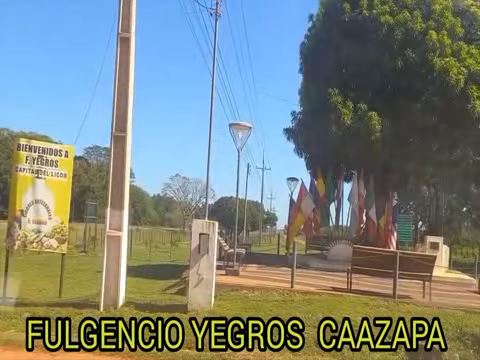 BIENVENIDOS A
F. YEGROS
CAPITAL DEL LICOR
FULGENCIO YEGROS CAAZAPA